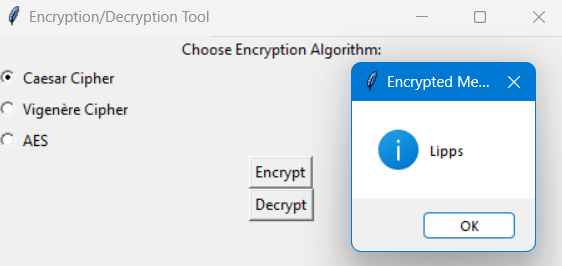 Encryption/Decryption Tool
Choose Encryption Algorithm:
Caesar Cipher
Vigenère Cipher
AES
Encrypt
Decrypt
Encrypted Me...
Lipps
OK